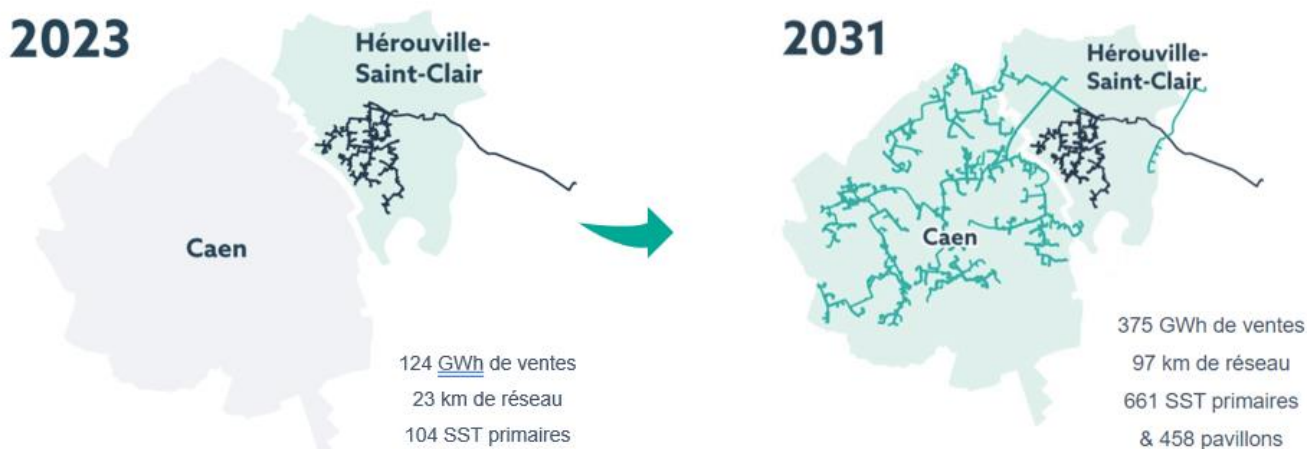 2023
Hérouville-
Saint-Clair
Caen
124 GWh de ventes
23 km de réseau
104 SST primaires
2031
Hérouville-
Saint-Clair
Caen
375 GWh de ventes
97 km de réseau
661 SST primaires
& 458 pavillons